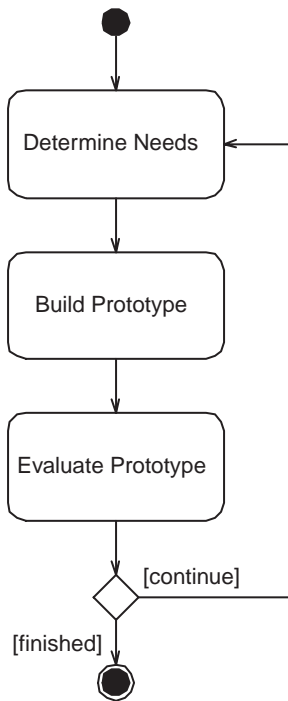 Determine Needs
Build Prototype
Evaluate Prototype
[continue]
[finished]